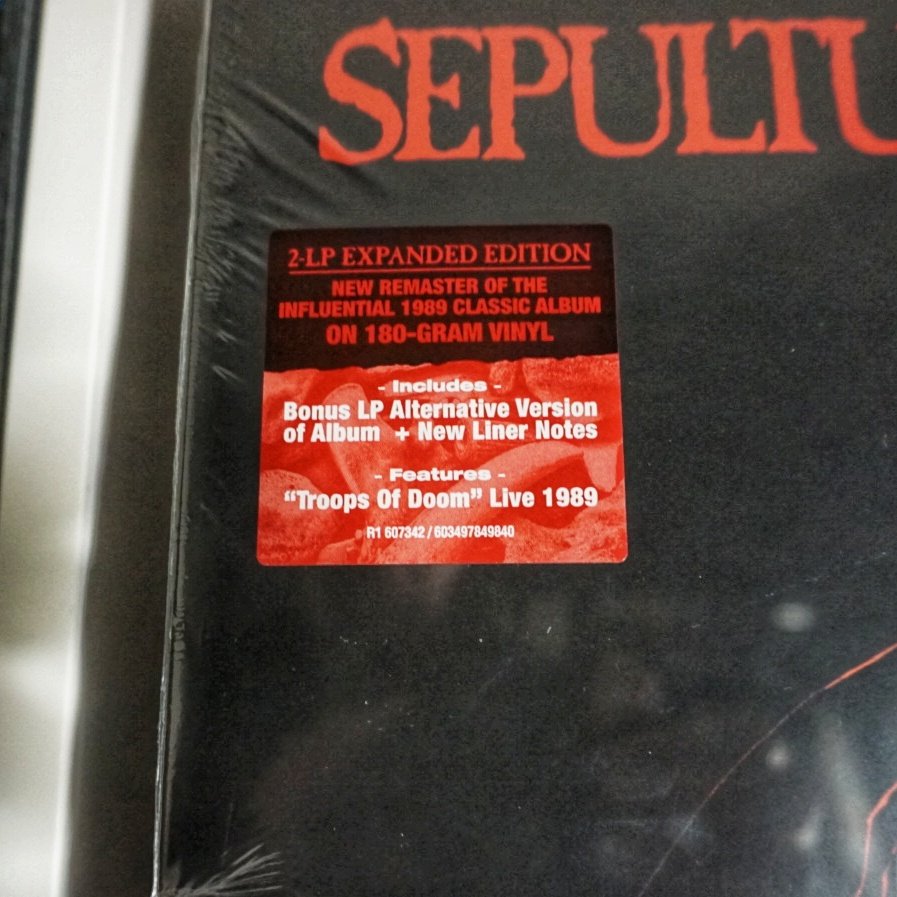 SEPULTU
2-LP EXPANDED EDITION
NEW REMASTER OF THE
INFLUENTIAL 1989 CLASSIC ALBUM
ON 180-GRAM VINYL
- Includes -
Bonus LP Alternative Version
of Album + New Liner Notes
- Features -
“Troops Of Doom” Live 1989
R1 607342 / 603497849840